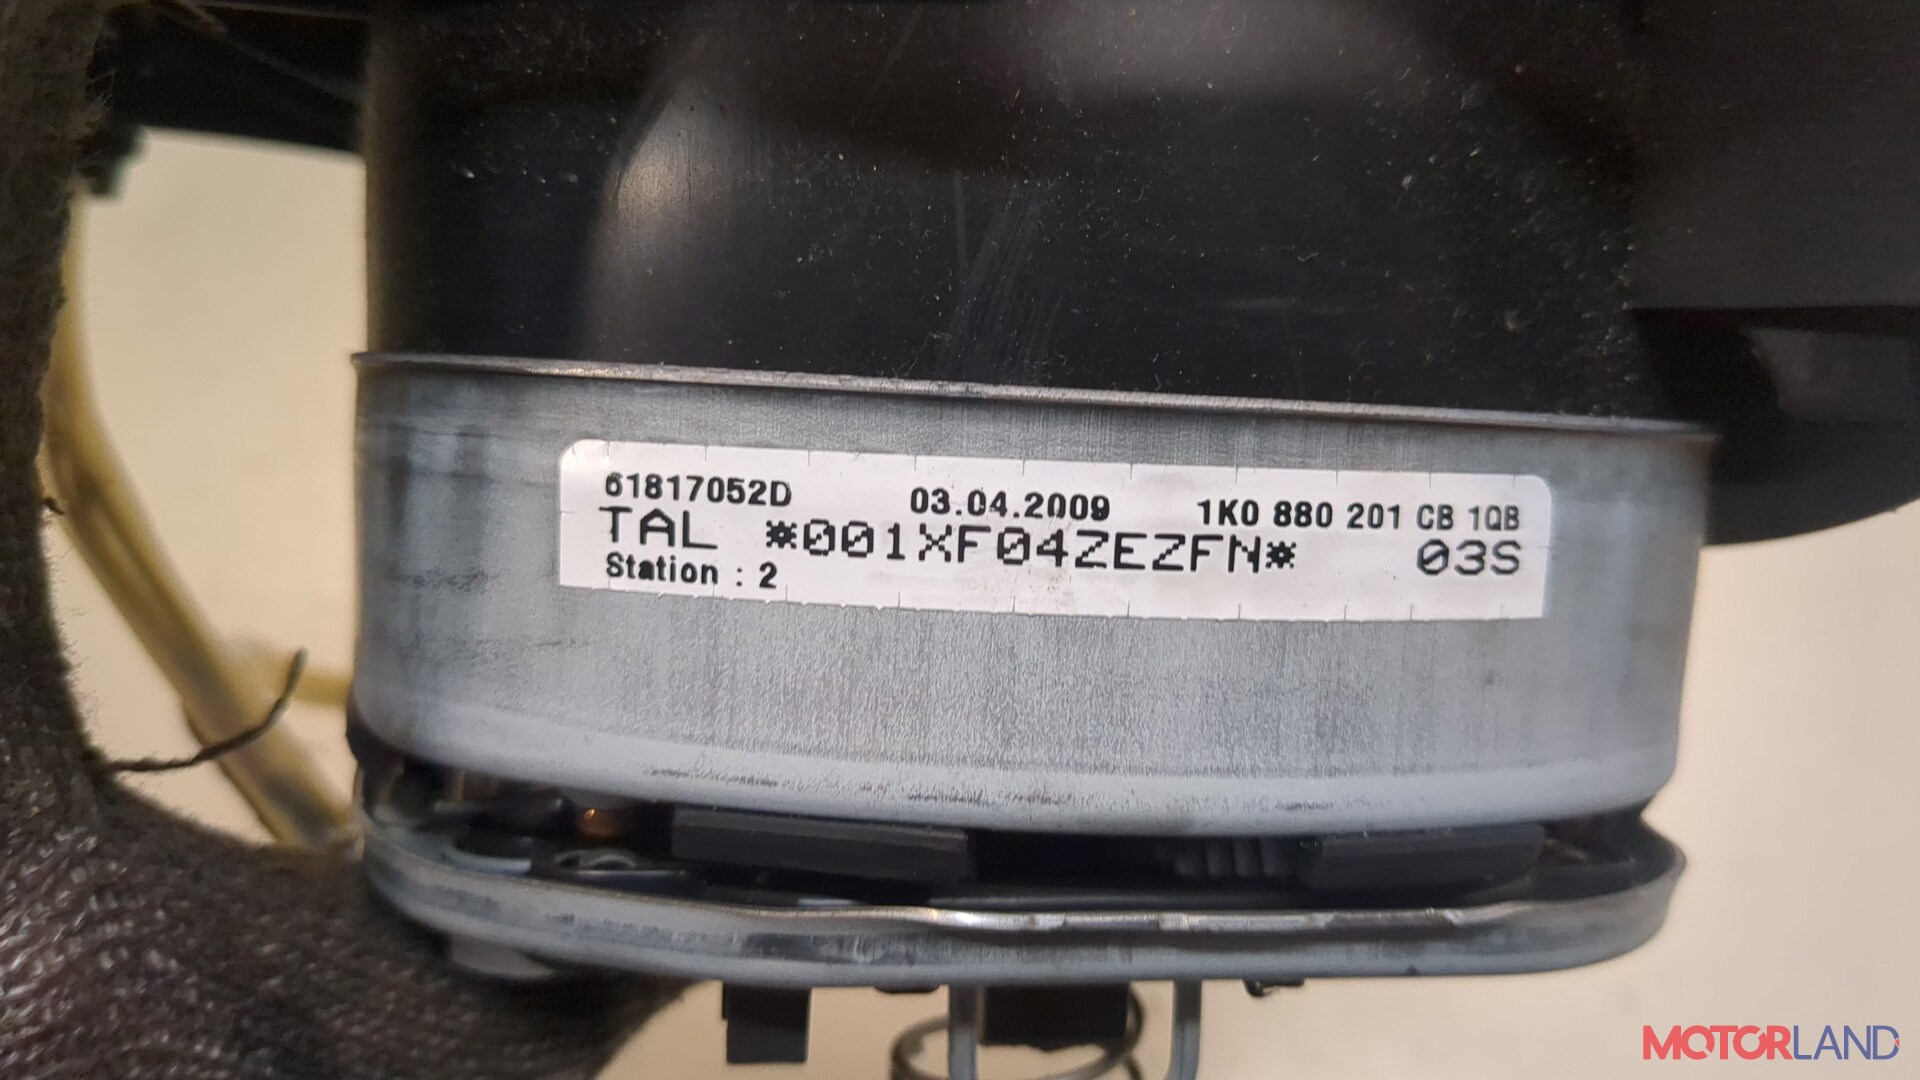 61817052D 03.04.2009 1K0 880 201 CB 1QB
TAL *001XF04ZEZFN* 03S
Station : 2
MOTORLAND